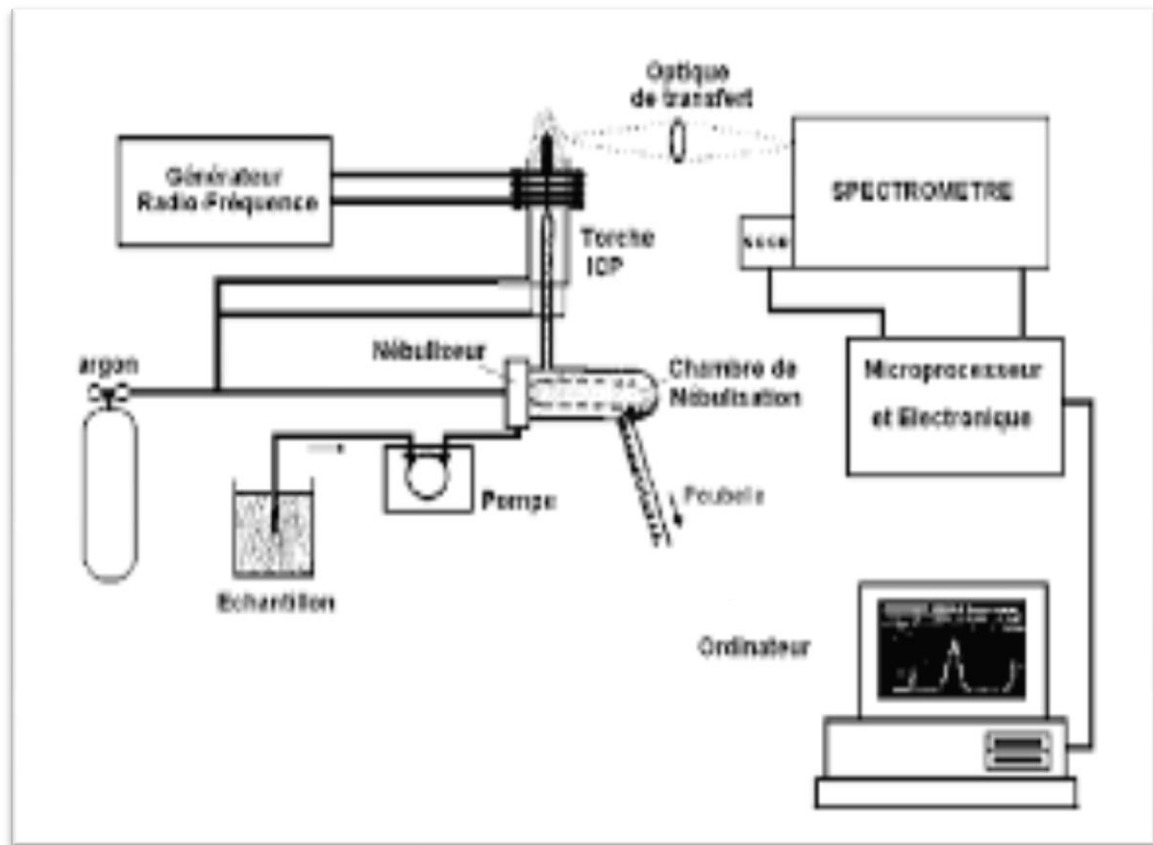 Optique
de transfert
Générateur
Radio-Fréquence
SPECTROMETRE
Torche
ICP
argon
Nébuliseur
Chambre de
Nébulisation
Microprocesseur
et Electronique
Pompe
Poubelle
Echantillon
Ordinateur